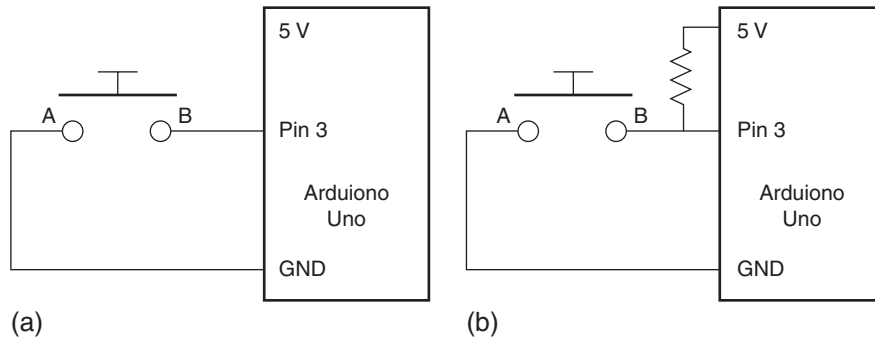 5 V
A
B
Pin 3
Arduiono
Uno
GND
(a)
5 V
A
B
Pin 3
Arduiono
Uno
GND
(b)